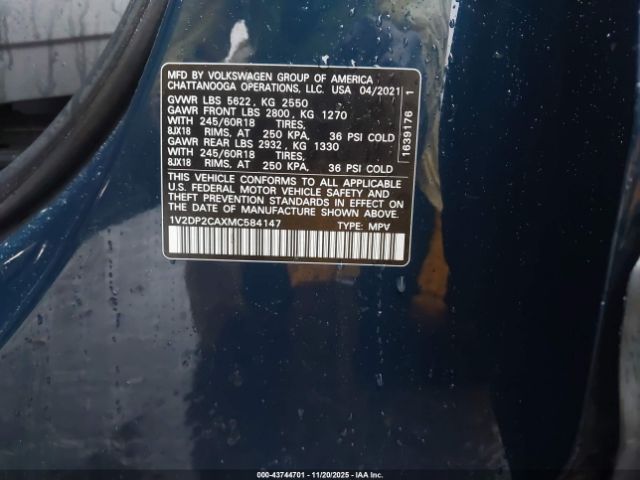 MFD BY VOLKSWAGEN GROUP OF AMERICA
CHATTANOOGA OPERATIONS, LLC. USA 04/2021
GVWR LBS 5622, KG 2550
GAWR FRONT LBS 2800, KG 1270
WITH 245/60R18 TIRES,
8JX18 RIMS, AT 250 KPA, 36 PSI COLD
GAWR REAR LBS 2932, KG 1330
WITH 245/60R18 TIRES,
8JX18 RIMS, AT 250 KPA, 36 PSI COLD
THIS VEHICLE CONFORMS TO ALL APPLICABLE
U.S. FEDERAL MOTOR VEHICLE SAFETY AND
THEFT PREVENTION STANDARDS IN EFFECT ON
THE DATE OF MANUFACTURE SHOWN ABOVE.
1V2DP2CAXMC584147 TYPE: MPV
1639176 1
000-43744701 - 11/20/2025 - IAAI.COM